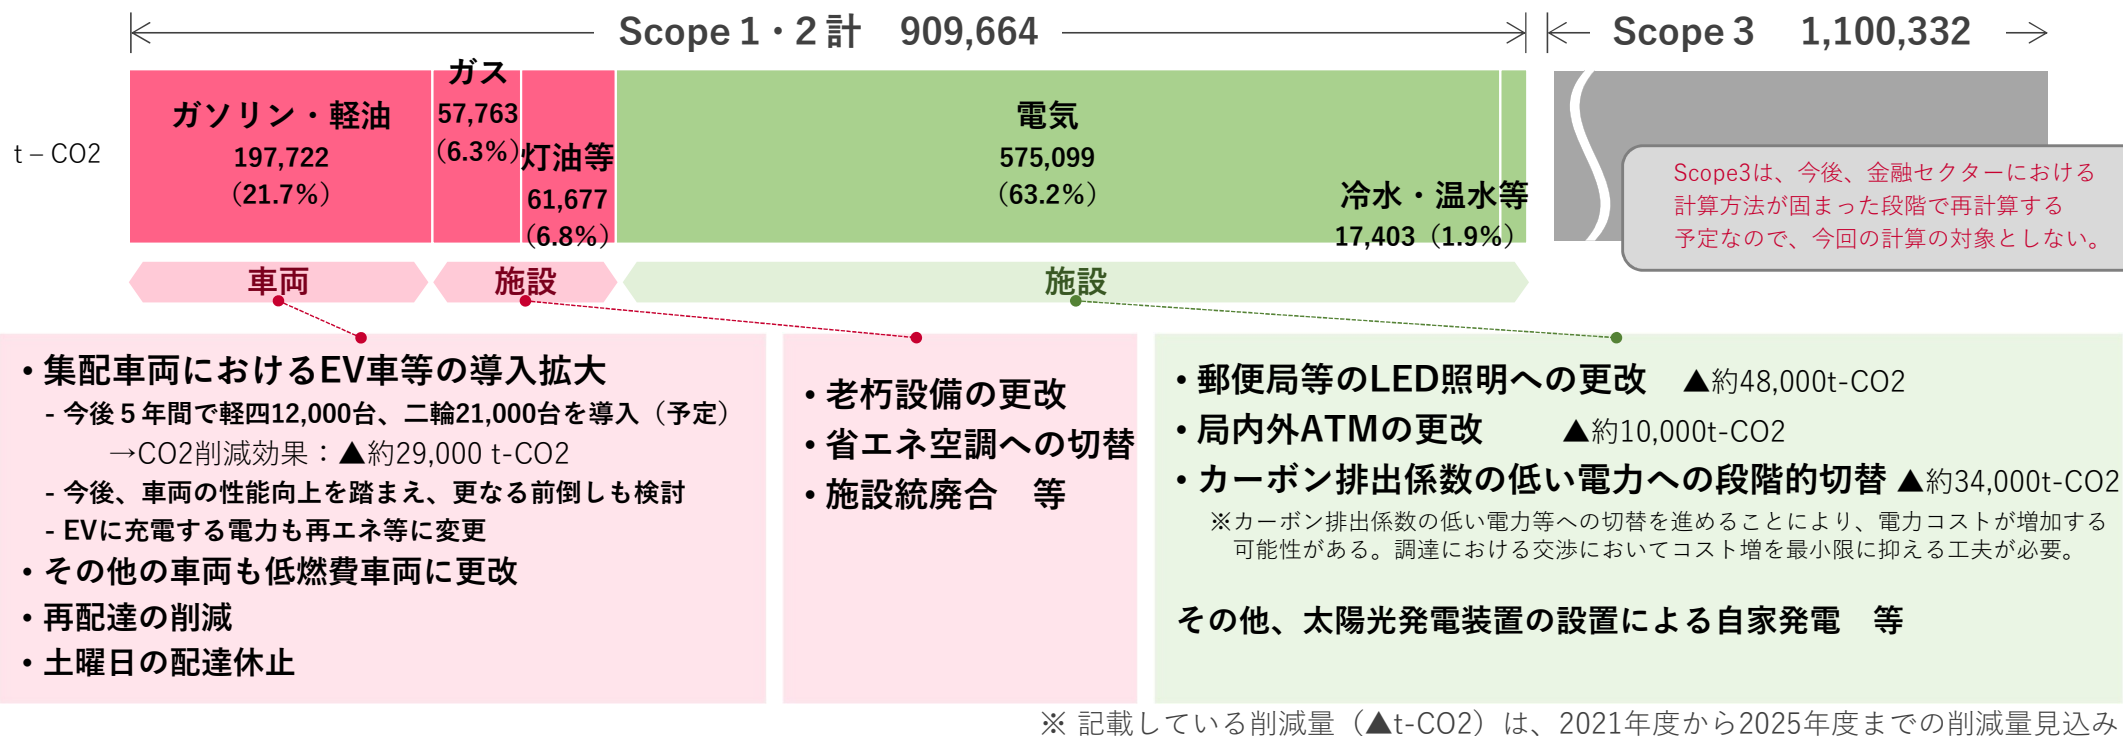 Scope 1・2 計　909,664
Scope 3　1,100,332
t – CO2
ガソリン・軽油
197,722
（21.7%）
ガス
57,763
（6.3%）
灯油等
61,677
（6.8%）
電気
575,099
（63.2%）
冷水・温水等
17,403（1.9%）
Scope3は、今後、金融セクターにおける
計算方法が固まった段階で再計算する
予定なので、今回の計算の対象としない。
車両
施設
施設
・集配車両におけるEV車等の導入拡大
- 今後５年間で軽四12,000台、二輪21,000台を導入（予定）
→CO2削減効果：▲約29,000 t-CO2
- 今後、車両の性能向上を踏まえ、更なる前倒しも検討
- EVに充電する電力も再エネ等に変更
・その他の車両も低燃費車両に更改
・再配達の削減
・土曜日の配達休止
・老朽設備の更改
・省エネ空調への切替
・施設統廃合　等
・郵便局等のLED照明への更改　▲約48,000t-CO2
・局内外ATMの更改　▲約10,000t-CO2
・カーボン排出係数の低い電力への段階的切替 ▲約34,000t-CO2
※カーボン排出係数の低い電力等への切替を進めることにより、電力コストが増加する
可能性がある。調達における交渉においてコスト増を最小限に抑える工夫が必要。
その他、太陽光発電装置の設置による自家発電　等
※ 記載している削減量（▲t-CO2）は、2021年度から2025年度までの削減量見込み